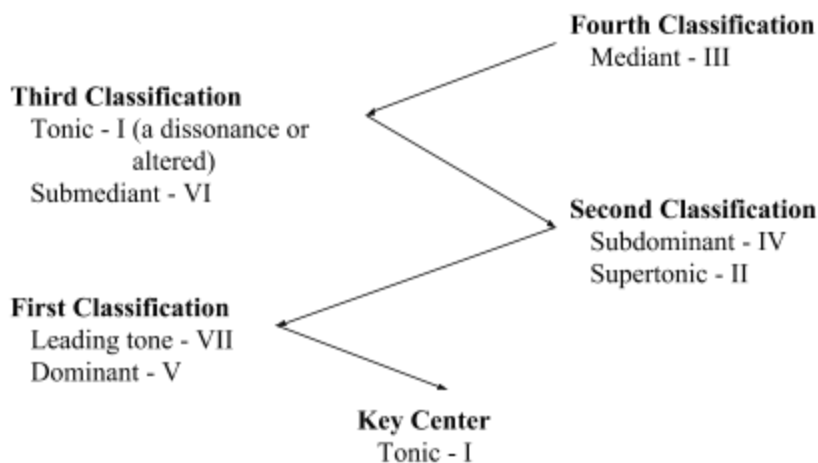 Fourth Classification
Mediant - III
Third Classification
Tonic - I (a dissonance or
altered)
Submediant - VI
Second Classification
Subdominant - IV
Supertonic - II
First Classification
Leading tone - VII
Dominant - V
Key Center
Tonic - I